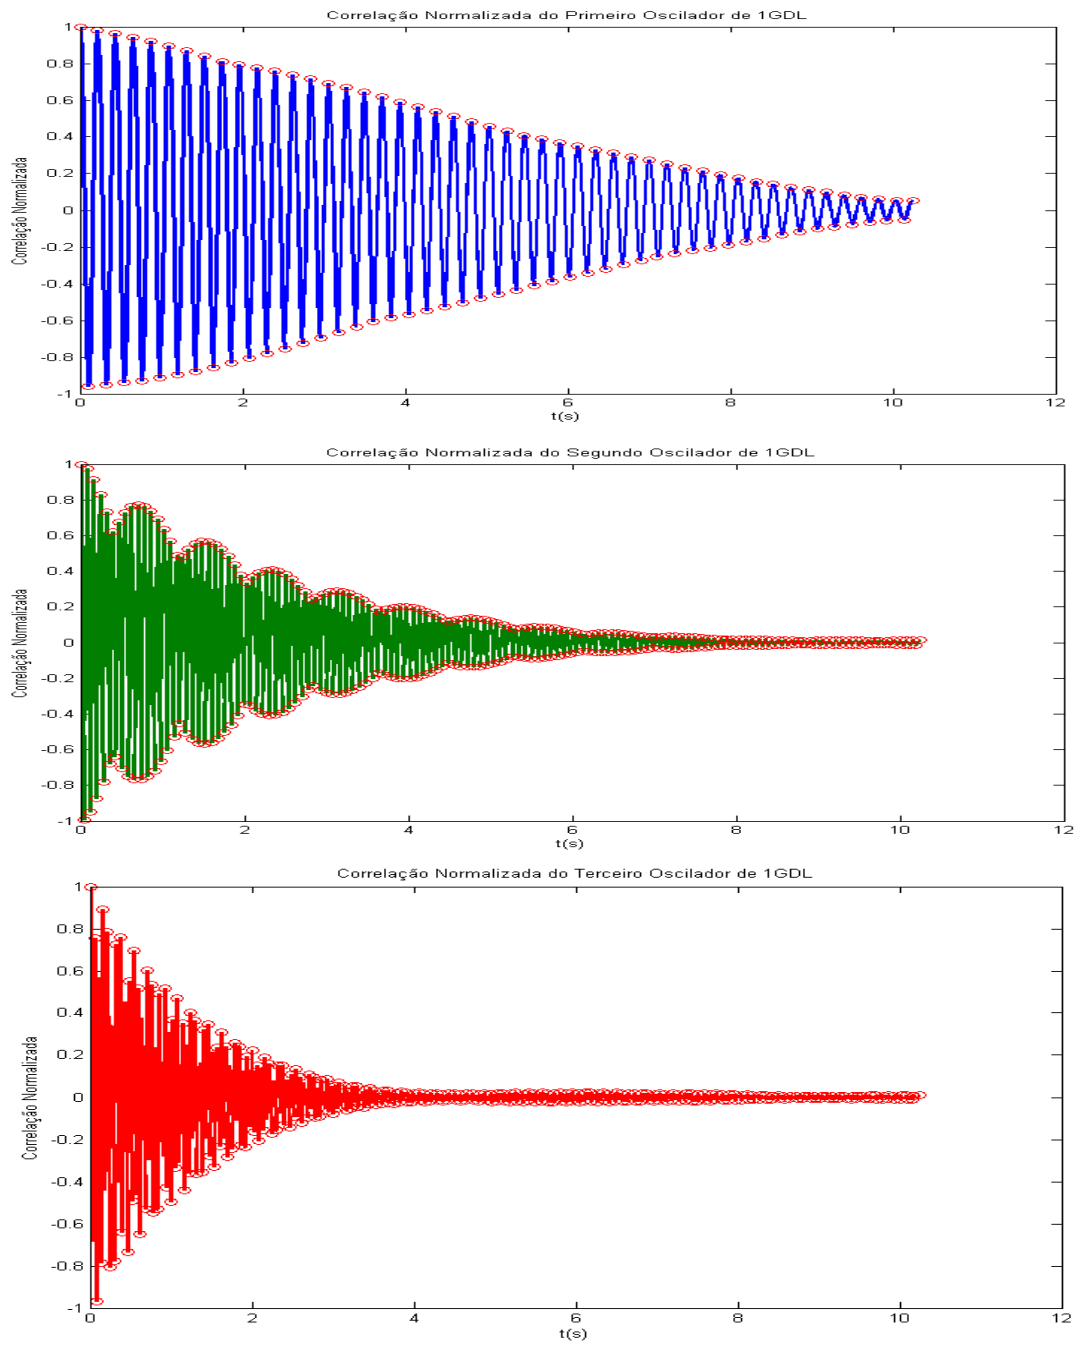 Correlação Normalizada do Primeiro Oscilador de 1GDL
1
0.8
0.6
0.4
0.2
0
-0.2
-0.4
-0.6
-0.8
-1
Correlação Normalizada
0 2 4 6 8 10 12
t(s)
Correlação Normalizada do Segundo Oscilador de 1GDL
1
0.8
0.6
0.4
0.2
0
-0.2
-0.4
-0.6
-0.8
-1
Correlação Normalizada
0 2 4 6 8 10 12
t(s)
Correlação Normalizada do Terceiro Oscilador de 1GDL
1
0.8
0.6
0.4
0.2
0
-0.2
-0.4
-0.6
-0.8
-1
Correlação Normalizada
0 2 4 6 8 10 12
t(s)